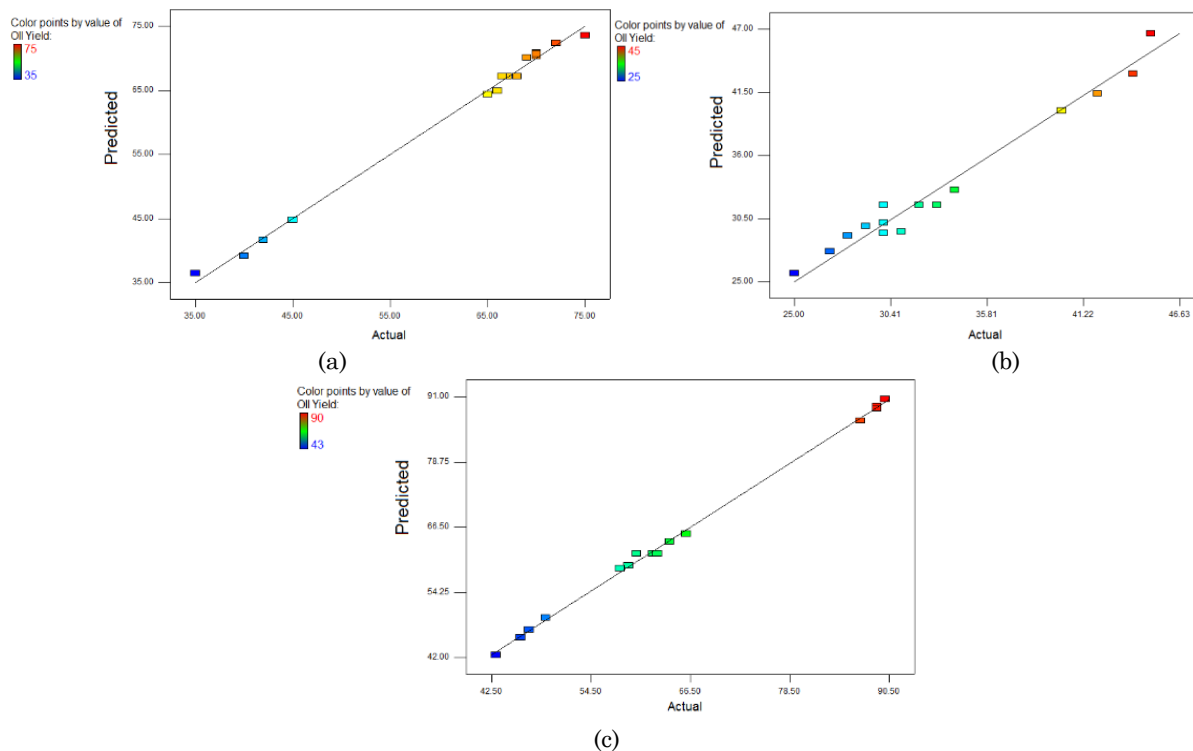 Color points by value of
Oil Yield:
75
35
75.00
65.00
55.00
45.00
35.00
Predicted
35.00
45.00
55.00
65.00
75.00
Actual
(a)
Color points by value of
Oil Yield:
45
25
47.00
41.50
36.00
30.50
25.00
Predicted
25.00
30.41
35.81
41.22
46.63
Actual
(b)
Color points by value of
Oil Yield:
90
43
91.00
78.75
66.50
54.25
42.00
Predicted
42.50
54.50
66.50
78.50
90.50
Actual
(c)